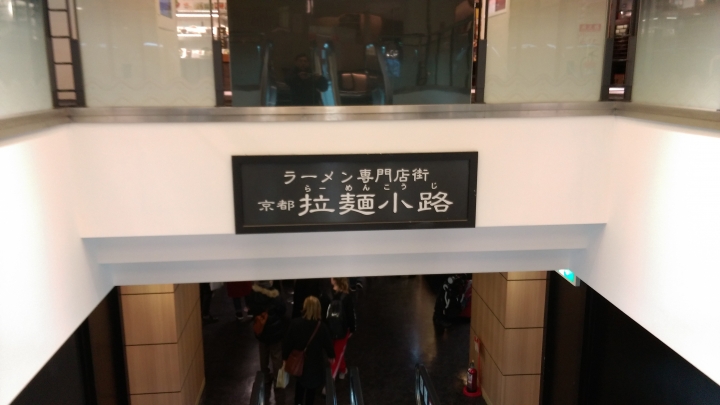 ラーメン専門店街
らーめんこうじ
京都 拉麺小路